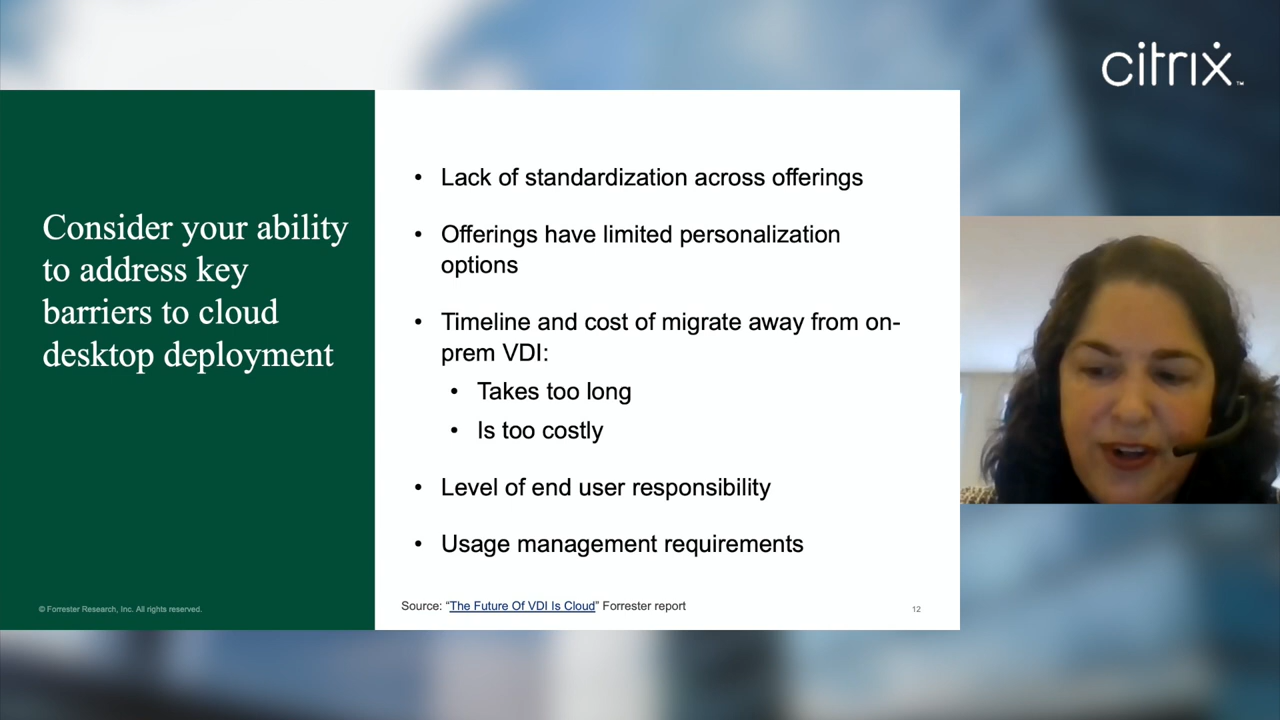 citrix™
Consider your ability
to address key
barriers to cloud
desktop deployment
• Lack of standardization across offerings
• Offerings have limited personalization
options
• Timeline and cost of migrate away from on-
prem VDI:
• Takes too long
• Is too costly
• Level of end user responsibility
• Usage management requirements
© Forrester Research, Inc. All rights reserved.
Source: “The Future Of VDI Is Cloud” Forrester report
12